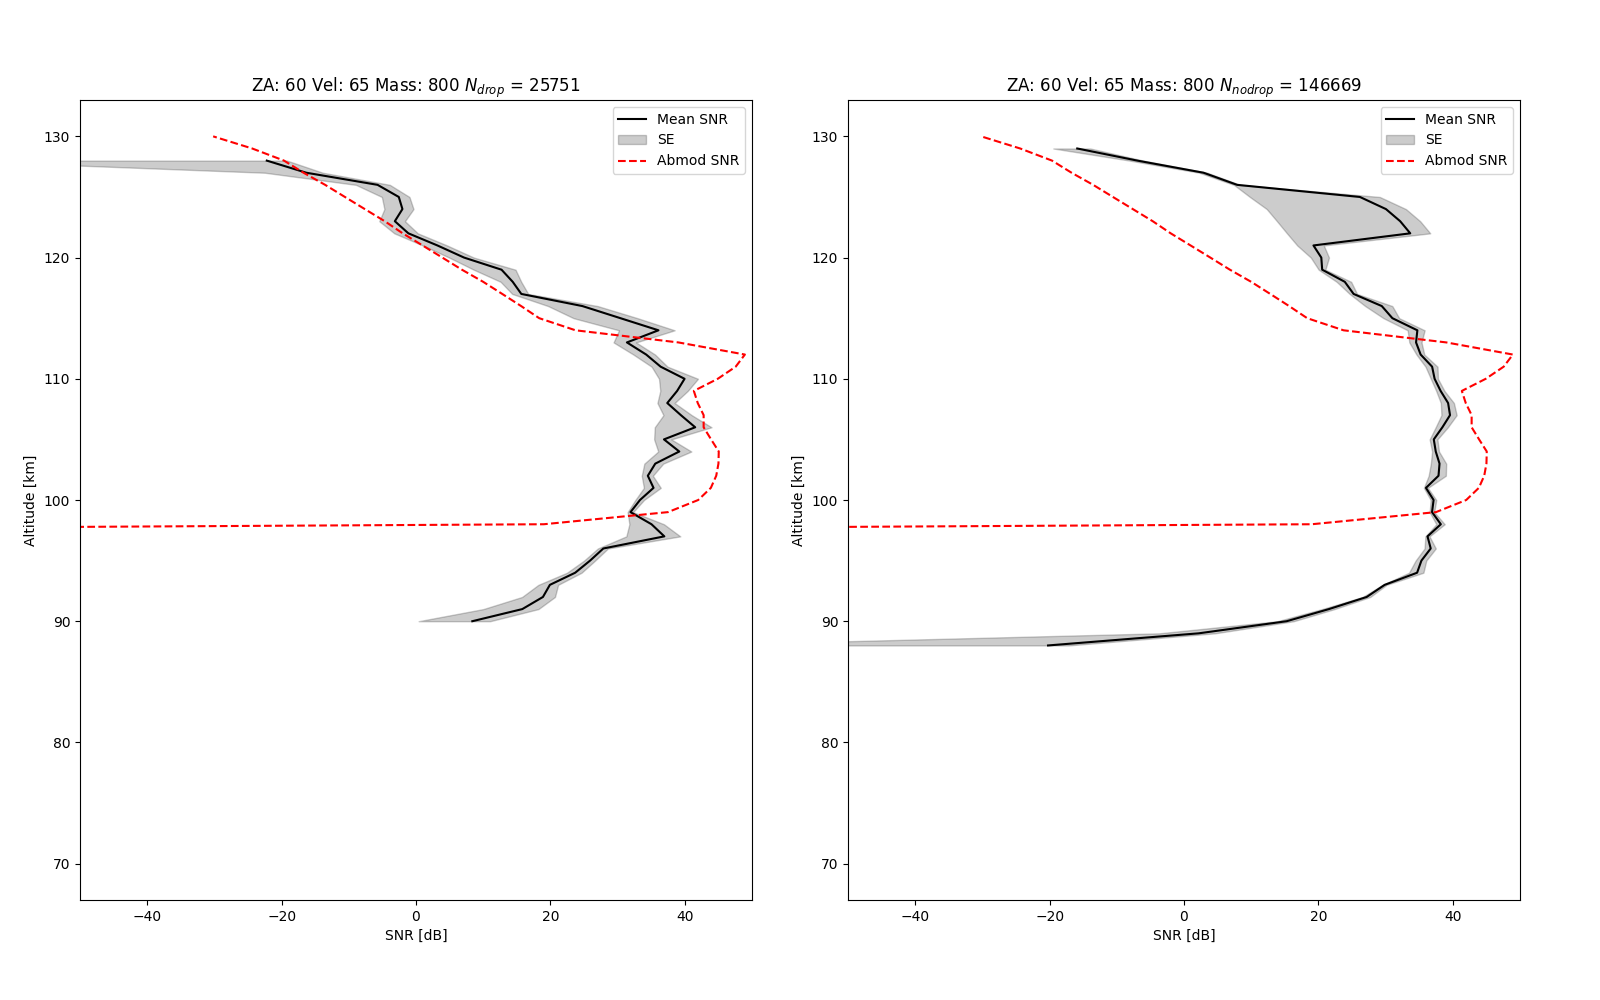 ZA: 60 Vel: 65 Mass: 800 N_drop = 25751
Mean SNR
SE
Abmod SNR
130
120
110
100
90
80
70
Altitude [km]
−40
−20
0
20
40
SNR [dB]
ZA: 60 Vel: 65 Mass: 800 N_nodrop = 146669
Mean SNR
SE
Abmod SNR
130
120
110
100
90
80
70
Altitude [km]
−40
−20
0
20
40
SNR [dB]